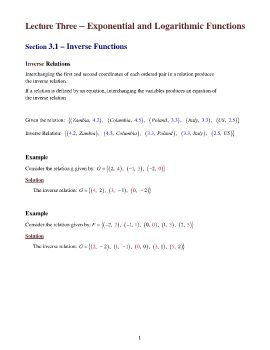 Lecture Three – Exponential and Logarithmic Functions
Section 3.1 – Inverse Functions
Inverse Relations
Interchanging the first and second coordinates of each ordered pair in a relation produces
the inverse relation.
If a relation is defined by an equation, interchanging the variables produces an equation of
the inverse relation
Given the relation: {(Zambia, 4.2), (Columbia, 4.5), (Poland, 3.3), (Italy, 3.3), (US, 2.5)}
Inverse Relation: {(4.2, Zambia), (4.5, Columbia), (3.3, Poland), (3.3, Italy), (2.5, US)}
Example
Consider the relation g given by: G = {(2, 4), (−1, 3), (−2, 0)}
Solution
The inverse relation: G = {(4, 2), (3, −1), (0, −2)}
Example
Consider the relation given by: F = {(−2, 2), (−1, 1), (0, 0), (1, 3), (2, 5)}
Solution
The inverse relation: G = {(2, −2), (1, −1), (0, 0), (3, 1), (5, 2)}
1